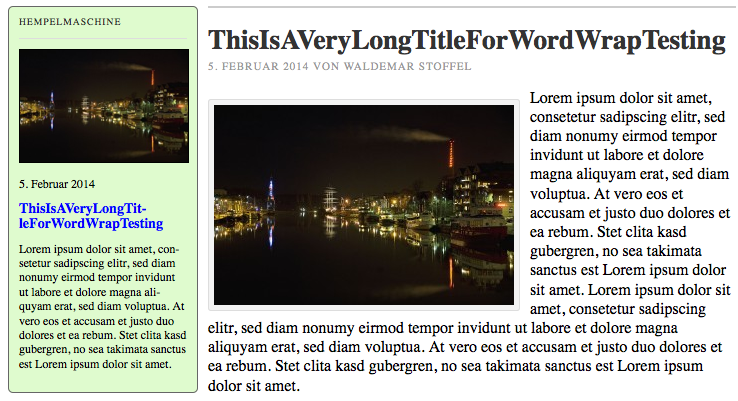 HEMPELMASCHINE
5. Februar 2014
ThisIsAVeryLongTit-
leForWordWrapTesting
Lorem ipsum dolor sit amet, con-
setetur sadipscing elitr, sed diam
nonumy eirmod tempor invidunt
ut labore et dolore magna ali-
quyam erat, sed diam voluptua. At
vero eos et accusam et justo duo
dolores et ea rebum. Stet clita kasd
gubergren, no sea takimata sanctus
est Lorem ipsum dolor sit amet.
ThisIsAVeryLongTitleForWordWrapTesting
5. FEBRUAR 2014 VON WALDEMAR STOFFEL
Lorem ipsum dolor sit amet,
consetetur sadipscing elitr, sed
diam nonumy eirmod tempor
invidunt ut labore et dolore
magna aliquyam erat, sed diam
voluptua. At vero eos et
accusam et justo duo dolores et
ea rebum. Stet clita kasd
gubergren, no sea takimata
sanctus est Lorem ipsum dolor
sit amet. Lorem ipsum dolor sit
amet, consetetur sadipscing
elitr, sed diam nonumy eirmod tempor invidunt ut labore et dolore magna
aliquyam erat, sed diam voluptua. At vero eos et accusam et justo duo dolores et
ea rebum. Stet clita kasd gubergren, no sea takimata sanctus est Lorem ipsum
dolor sit amet.